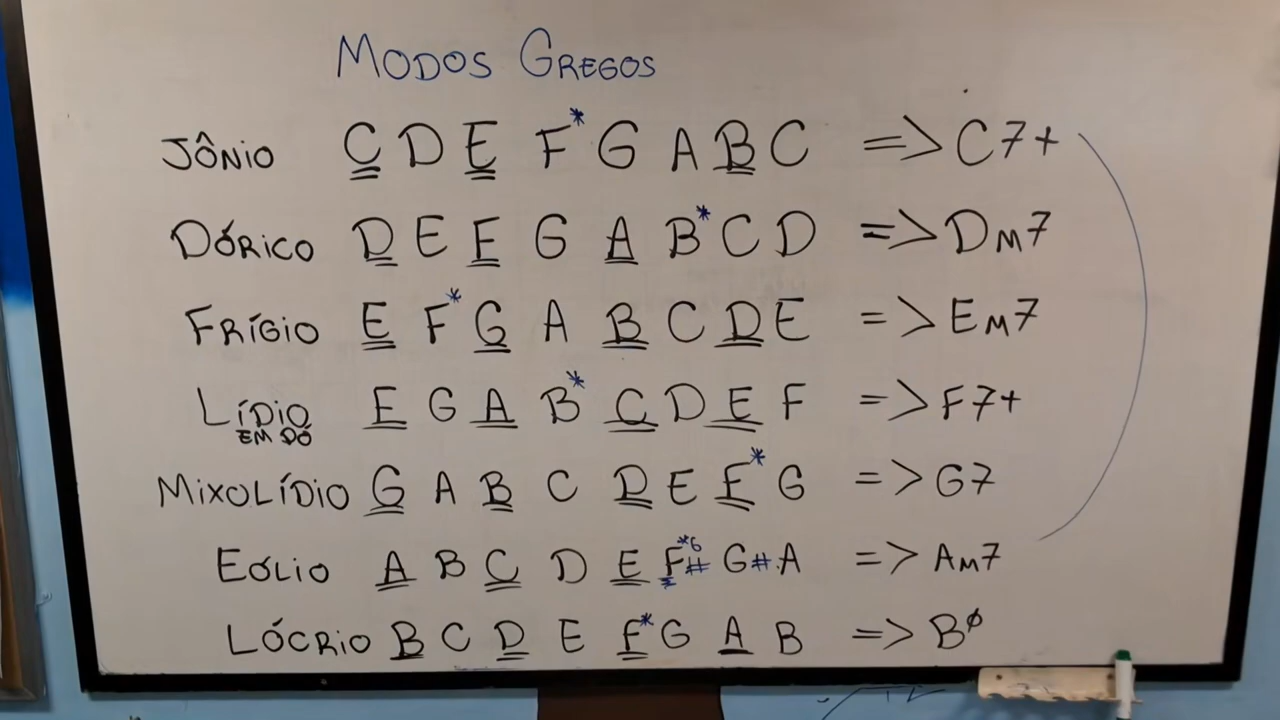 MODOS GREGOS
JÔNIO C D E F* G A B C => C7+
DÓRICO D E F G A B* C D => Dm7
FRÍGIO E F* G A B C D E => Em7
LÍDIO F G A B* C D E F => F7+
EM DÓ
MIXOLÍDIO G A B C D E F* G => G7
EÓLIO A B C D E F#*6 G# A => Am7
LÓCRIO B C D E F* G A B => Bø